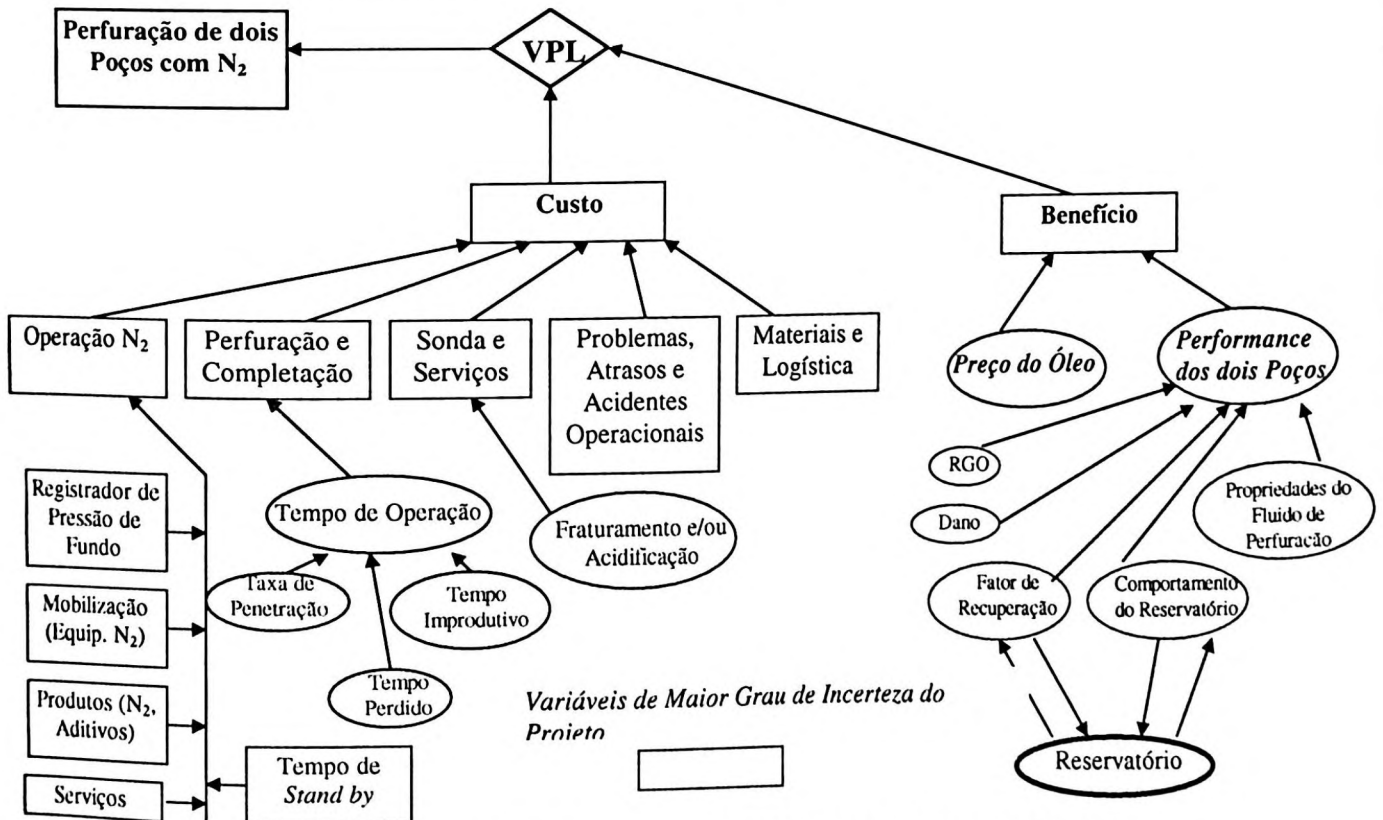 Perfuração de dois
Poços com N₂
VPL
Custo
Benefício
Operação N₂
Perfuração e
Completação
Sonda e
Serviços
Problemas,
Atrasos e
Acidentes
Operacionais
Materiais e
Logística
Preço do Óleo
Performance
dos dois Poços
RGO
Dano
Propriedades do
Fluido de
Perfuração
Fator de
Recuperação
Comportamento
do Reservatório
Reservatório
Registrador de
Pressão de
Fundo
Mobilização
(Equip. N₂)
Produtos (N₂,
Aditivos)
Serviços
Tempo de
Stand by
Tempo de Operação
Taxa de
Penetração
Tempo
Improdutivo
Tempo
Perdido
Fraturamento e/ou
Acidificação
Variáveis de Maior Grau de Incerteza do
Projeto